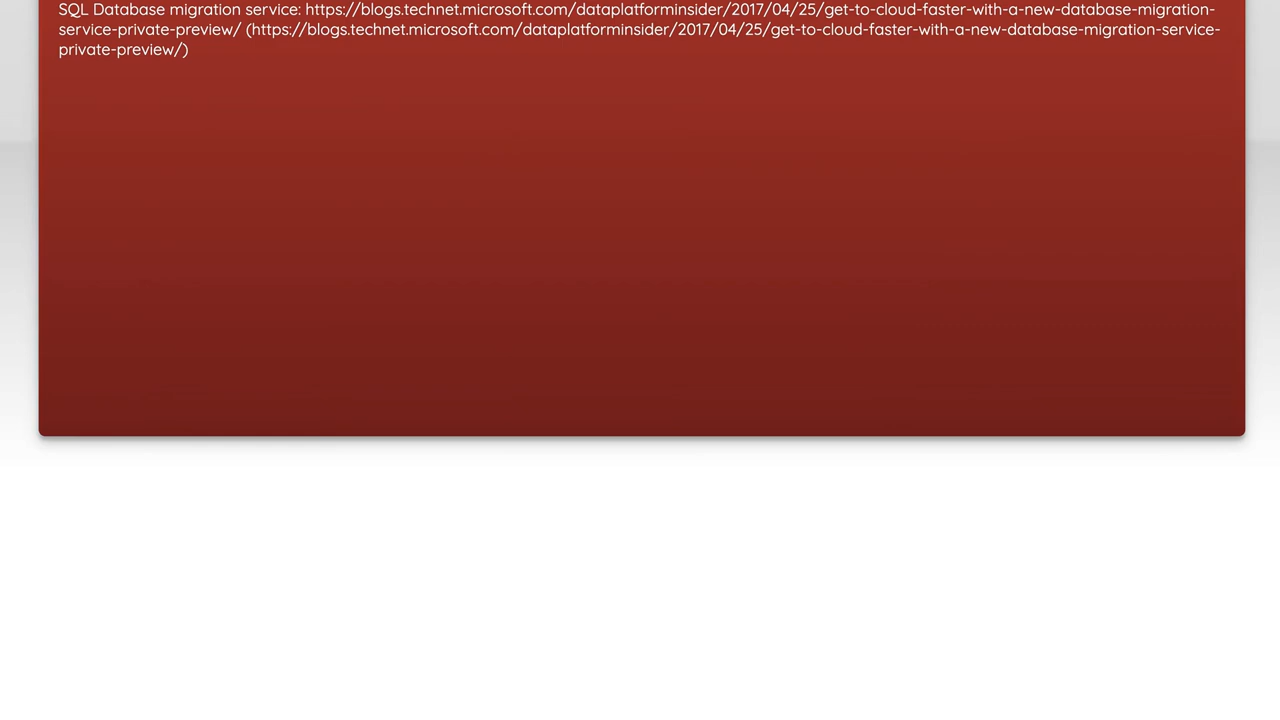 SQL Database migration service: https://blogs.technet.microsoft.com/dataplatforminsider/2017/04/25/get-to-cloud-faster-with-a-new-database-migration-
service-private-preview/ (https://blogs.technet.microsoft.com/dataplatforminsider/2017/04/25/get-to-cloud-faster-with-a-new-database-migration-service-
private-preview/)